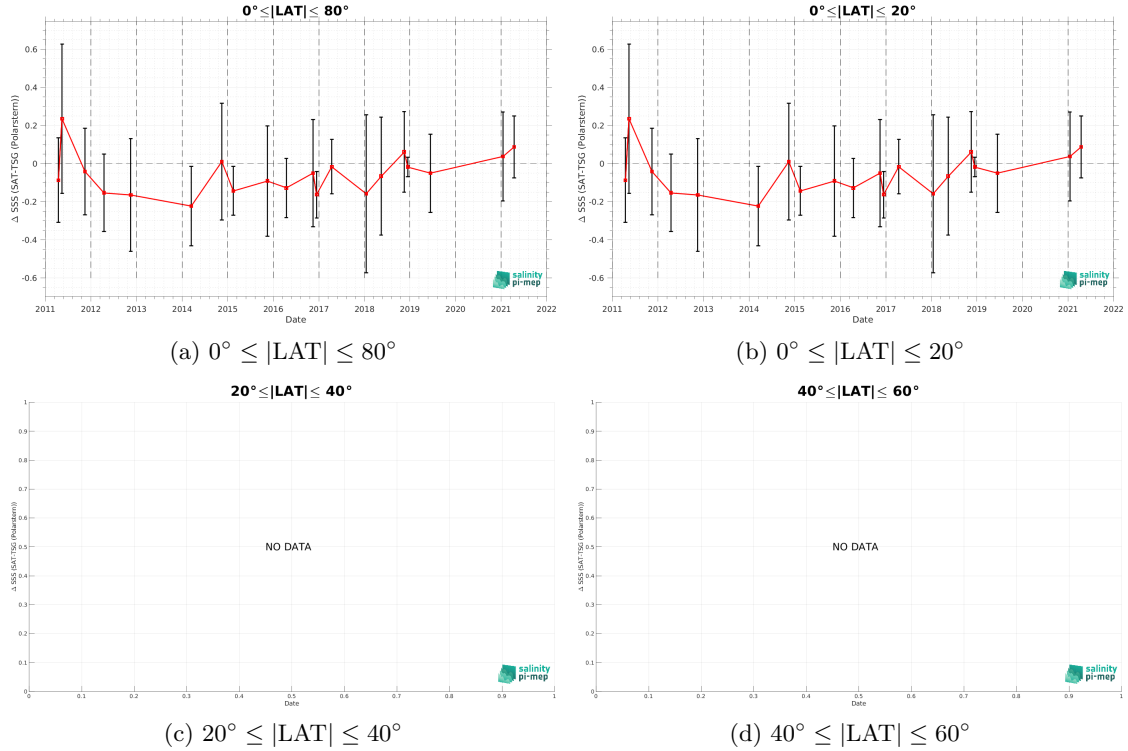 0°≤|LAT|≤ 80°
Δ SSS (SAT-TSG (Polarstern))
0.6
0.4
0.2
0
-0.2
-0.4
-0.6
2011 2012 2013 2014 2015 2016 2017 2018 2019 2020 2021 2022
Date
salinity
pi-mep
(a) 0° ≤ |LAT| ≤ 80°
0°≤|LAT|≤ 20°
Δ SSS (SAT-TSG (Polarstern))
0.6
0.4
0.2
0
-0.2
-0.4
-0.6
2011 2012 2013 2014 2015 2016 2017 2018 2019 2020 2021 2022
Date
salinity
pi-mep
(b) 0° ≤ |LAT| ≤ 20°
20°≤|LAT|≤ 40°
Δ SSS (SAT-TSG (Polarstern))
1
0.9
0.8
0.7
0.6
0.5
0.4
0.3
0.2
0.1
0
NO DATA
0 0.1 0.2 0.3 0.4 0.5 0.6 0.7 0.8 0.9 1
Date
salinity
pi-mep
(c) 20° ≤ |LAT| ≤ 40°
40°≤|LAT|≤ 60°
Δ SSS (SAT-TSG (Polarstern))
1
0.9
0.8
0.7
0.6
0.5
0.4
0.3
0.2
0.1
0
NO DATA
0 0.1 0.2 0.3 0.4 0.5 0.6 0.7 0.8 0.9 1
Date
salinity
pi-mep
(d) 40° ≤ |LAT| ≤ 60°